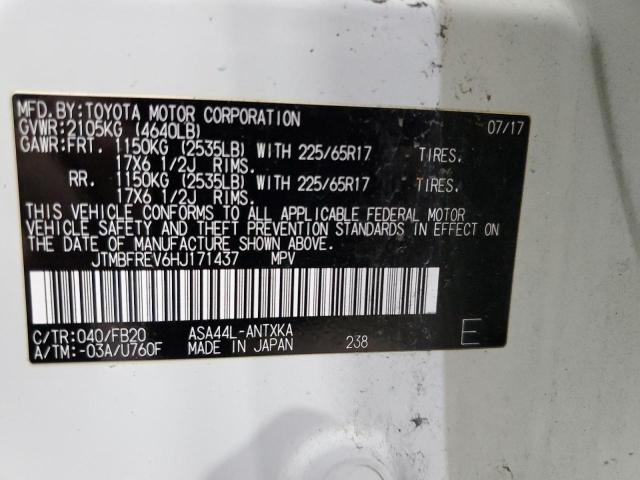 MFD.BY:TOYOTA MOTOR CORPORATION 07/17
GVWR:2105KG (4640LB)
GAWR:FRT. 1150KG (2535LB) WITH 225/65R17 TIRES.
17X6 1/2J RIMS.
RR. 1150KG (2535LB) WITH 225/65R17 TIRES.
17X6 1/2J RIMS.
THIS VEHICLE CONFORMS TO ALL APPLICABLE FEDERAL MOTOR
VEHICLE SAFETY AND THEFT PREVENTION STANDARDS IN EFFECT ON
THE DATE OF MANUFACTURE SHOWN ABOVE.
JTMBFREV6HJ171437 MPV
C/TR:040/FB20 ASA44L-ANTXKA
A/TM:-03A/U760F MADE IN JAPAN 238 E